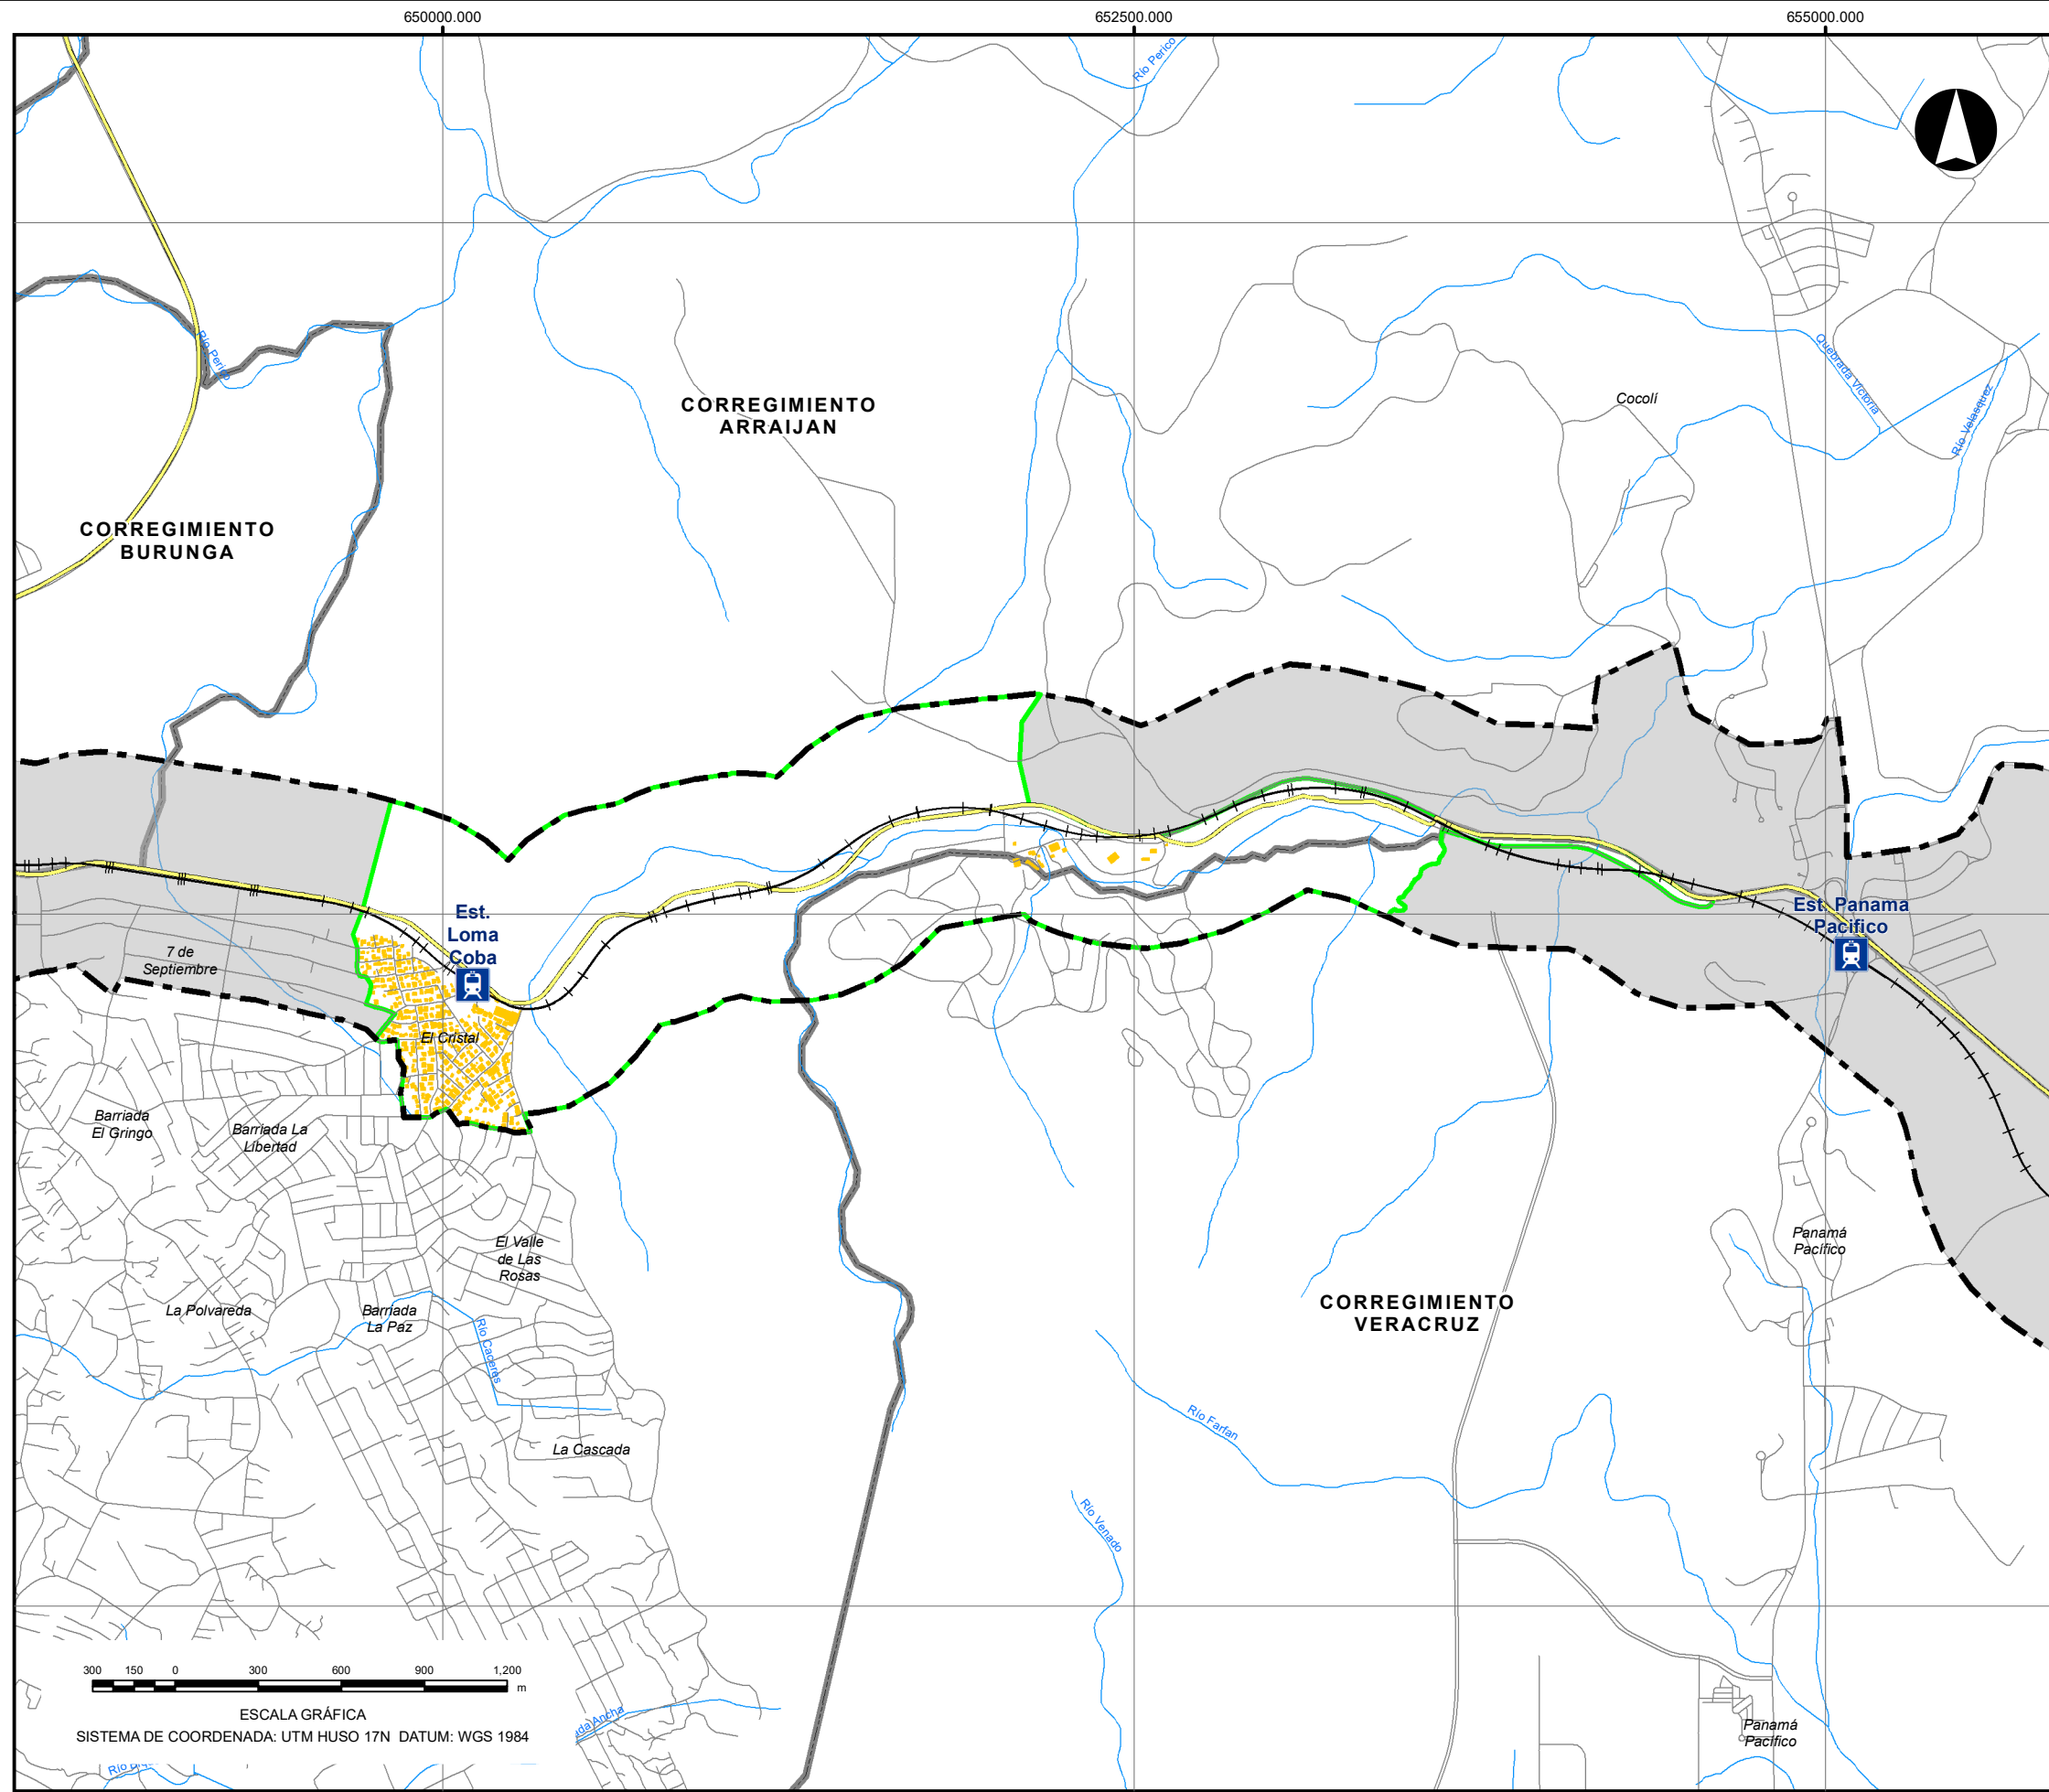 650000.000
652500.000
655000.000
Río Perico
Río Perico
Quebrada Victoria
Río Velasquez
Cocolí
CORREGIMIENTO
ARRAIJAN
CORREGIMIENTO
BURUNGA
Est.
Loma
Coba
Est. Panama
Pacifico
7 de
Septiembre
El Cristal
Barriada
El Gringo
Barriada La
Libertad
El Valle
de Las
Rosas
Panamá
Pacífico
La Polvareda
Barriada
La Paz
Río Caceres
CORREGIMIENTO
VERACRUZ
Río Farfan
La Cascada
Río Venado
300 150 0 300 600 900 1,200
m
ESCALA GRÁFICA
SISTEMA DE COORDENADA: UTM HUSO 17N DATUM: WGS 1984
Ancha
Río
Panamá
Pacífico